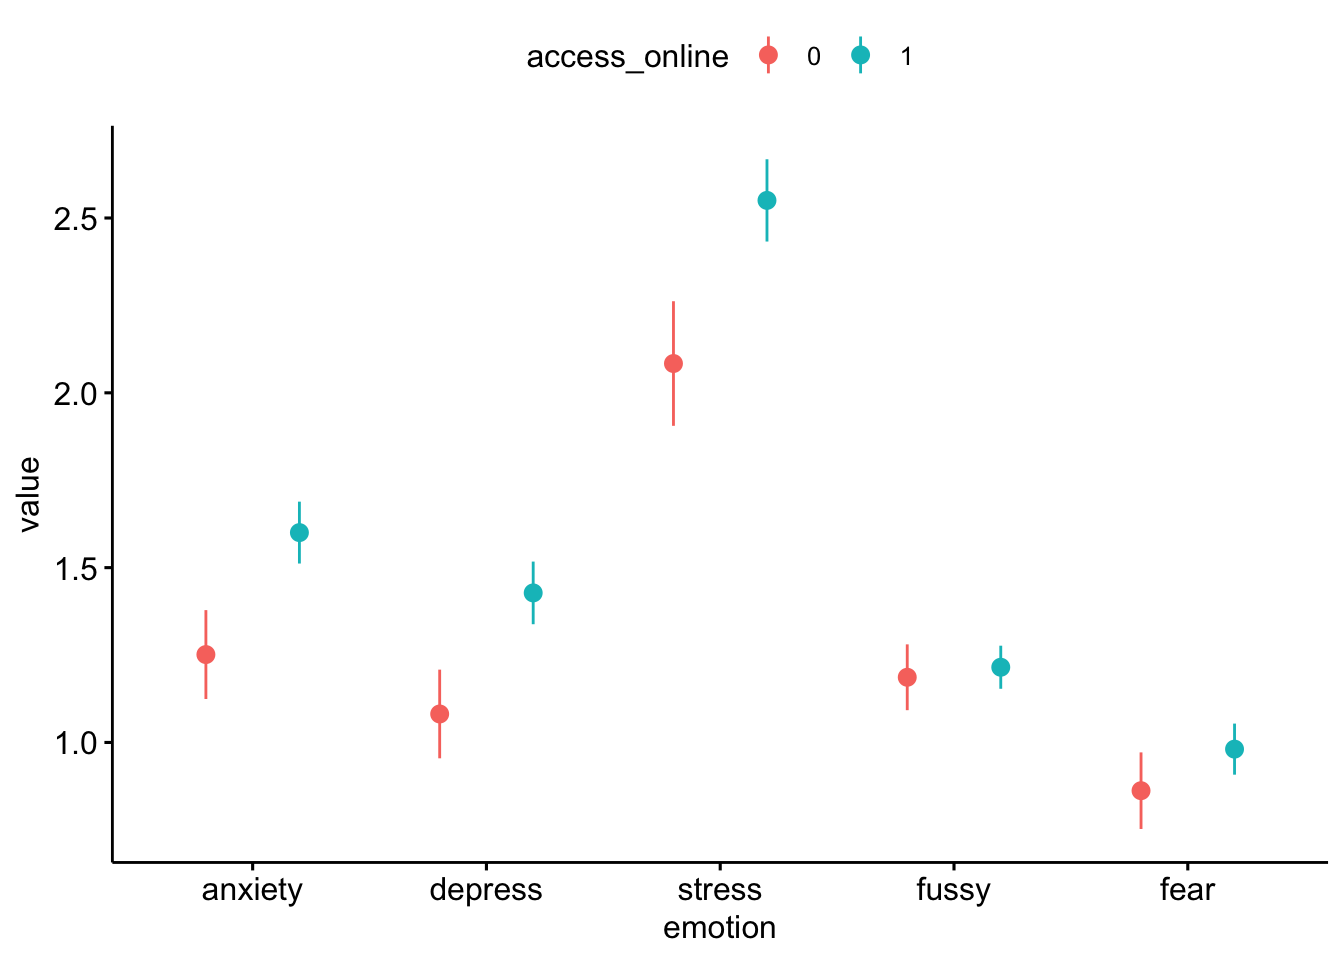 access_online 0 1
2.5
2.0
1.5
1.0
value
anxiety depress stress fussy fear
emotion